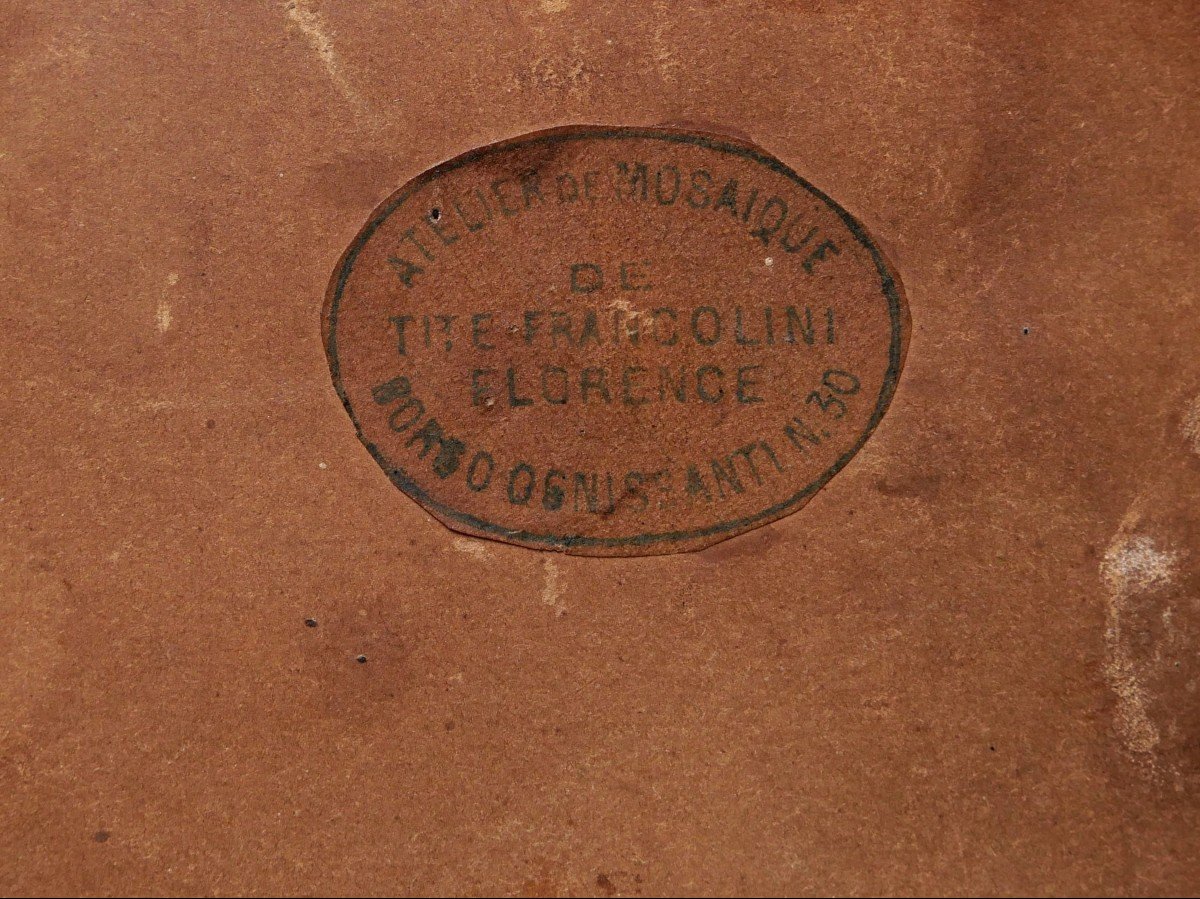 ATELIER DE MOSAIQUE
DE
TITE FRANCOLINI
FLORENCE
BORGO OGNISSANTI N. 30